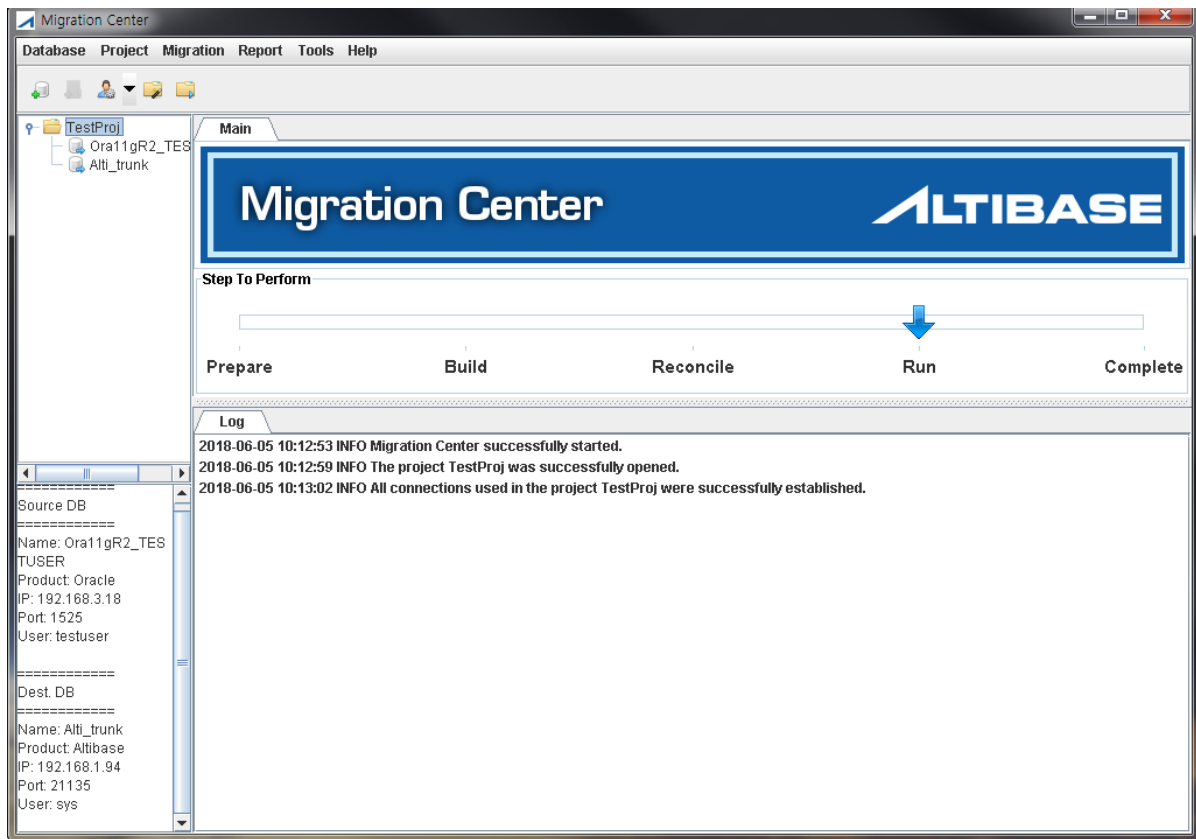 Migration Center
Database Project Migration Report Tools Help
TestProj
Ora11gR2_TES
Alti_trunk
Main
Migration Center
ALTIBASE
Step To Perform
Prepare Build Reconcile Run Complete
Log
2018-06-05 10:12:53 INFO Migration Center successfully started.
2018-06-05 10:12:59 INFO The project TestProj was successfully opened.
2018-06-05 10:13:02 INFO All connections used in the project TestProj were successfully established.
============
Source DB
============
Name: Ora11gR2_TES
TUSER
Product: Oracle
IP: 192.168.3.18
Port: 1525
User: testuser
============
Dest. DB
============
Name: Alti_trunk
Product: Altibase
IP: 192.168.1.94
Port: 21135
User: sys